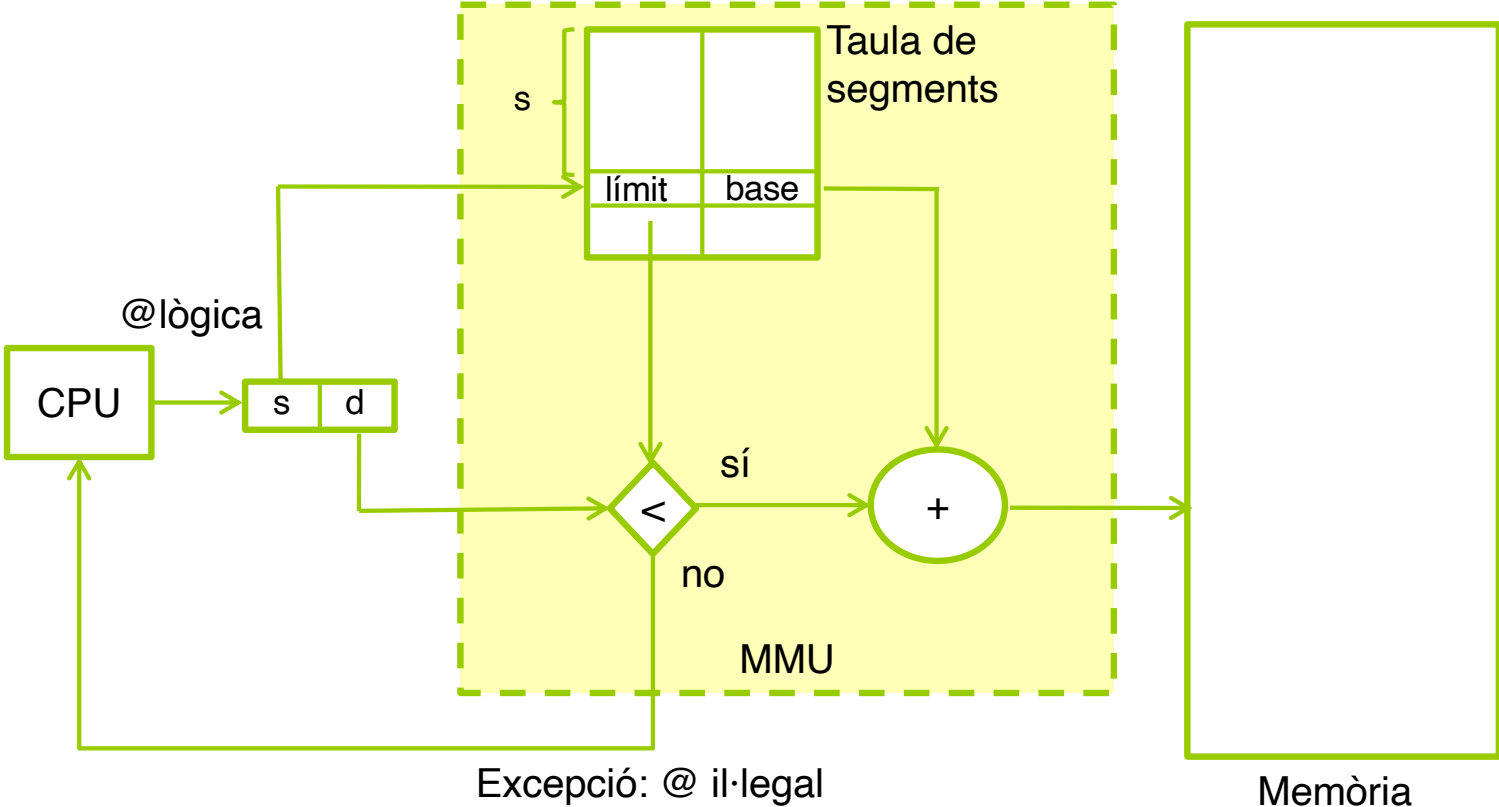 Taula de
segments
s
límit base
@lògica
CPU
s d
sí
<
+
no
MMU
Excepció: @ il·legal
Memòria